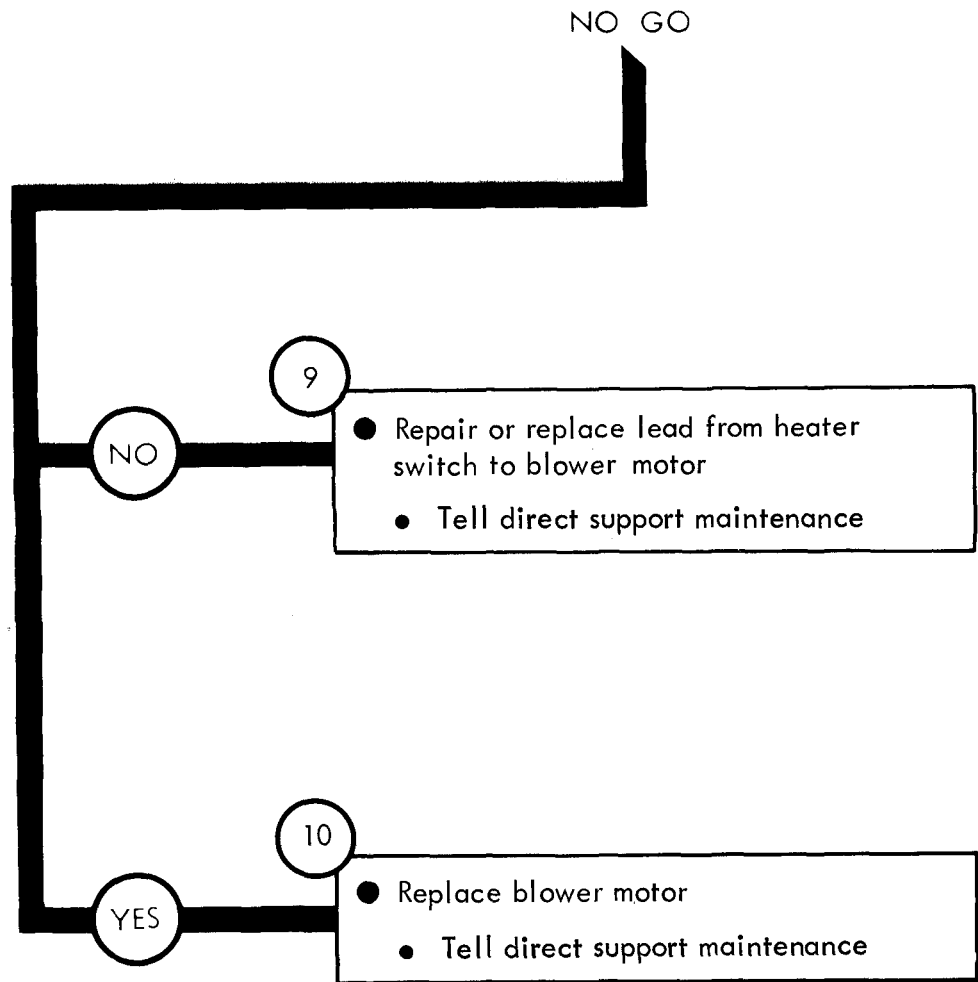 NO GO
9
NO
● Repair or replace lead from heater
switch to blower motor
● Tell direct support maintenance
10
YES
● Replace blower motor
● Tell direct support maintenance